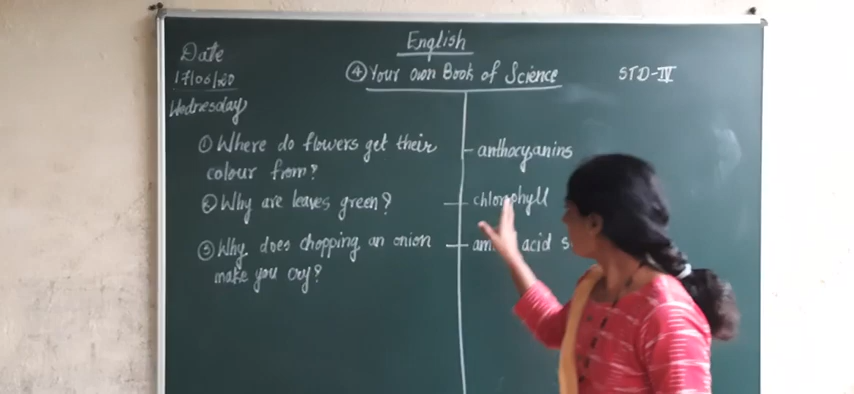 English
Date
17/06/20
Wednesday
④ Your own Book of Science
STD-IV
① Where do flowers get their
colour from?
- anthocyanins
② Why are leaves green?
- chlorophyll
③ Why does chopping an onion
make you cry?
- acid